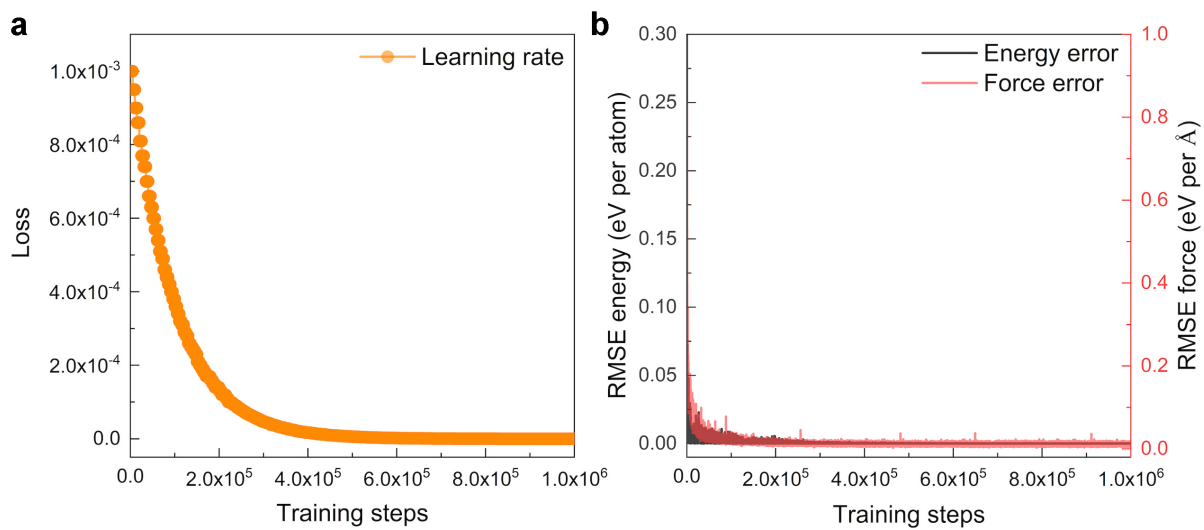 a
Learning rate
1.0x10⁻³
8.0x10⁻⁴
6.0x10⁻⁴
4.0x10⁻⁴
2.0x10⁻⁴
0.0
Loss
0.0
2.0x10⁵
4.0x10⁵
6.0x10⁵
8.0x10⁵
1.0x10⁶
Training steps
b
Energy error
Force error
0.30
0.25
0.20
0.15
0.10
0.05
0.00
RMSE energy (eV per atom)
1.0
0.8
0.6
0.4
0.2
0.0
RMSE force (eV per Å)
0.0
2.0x10⁵
4.0x10⁵
6.0x10⁵
8.0x10⁵
1.0x10⁶
Training steps